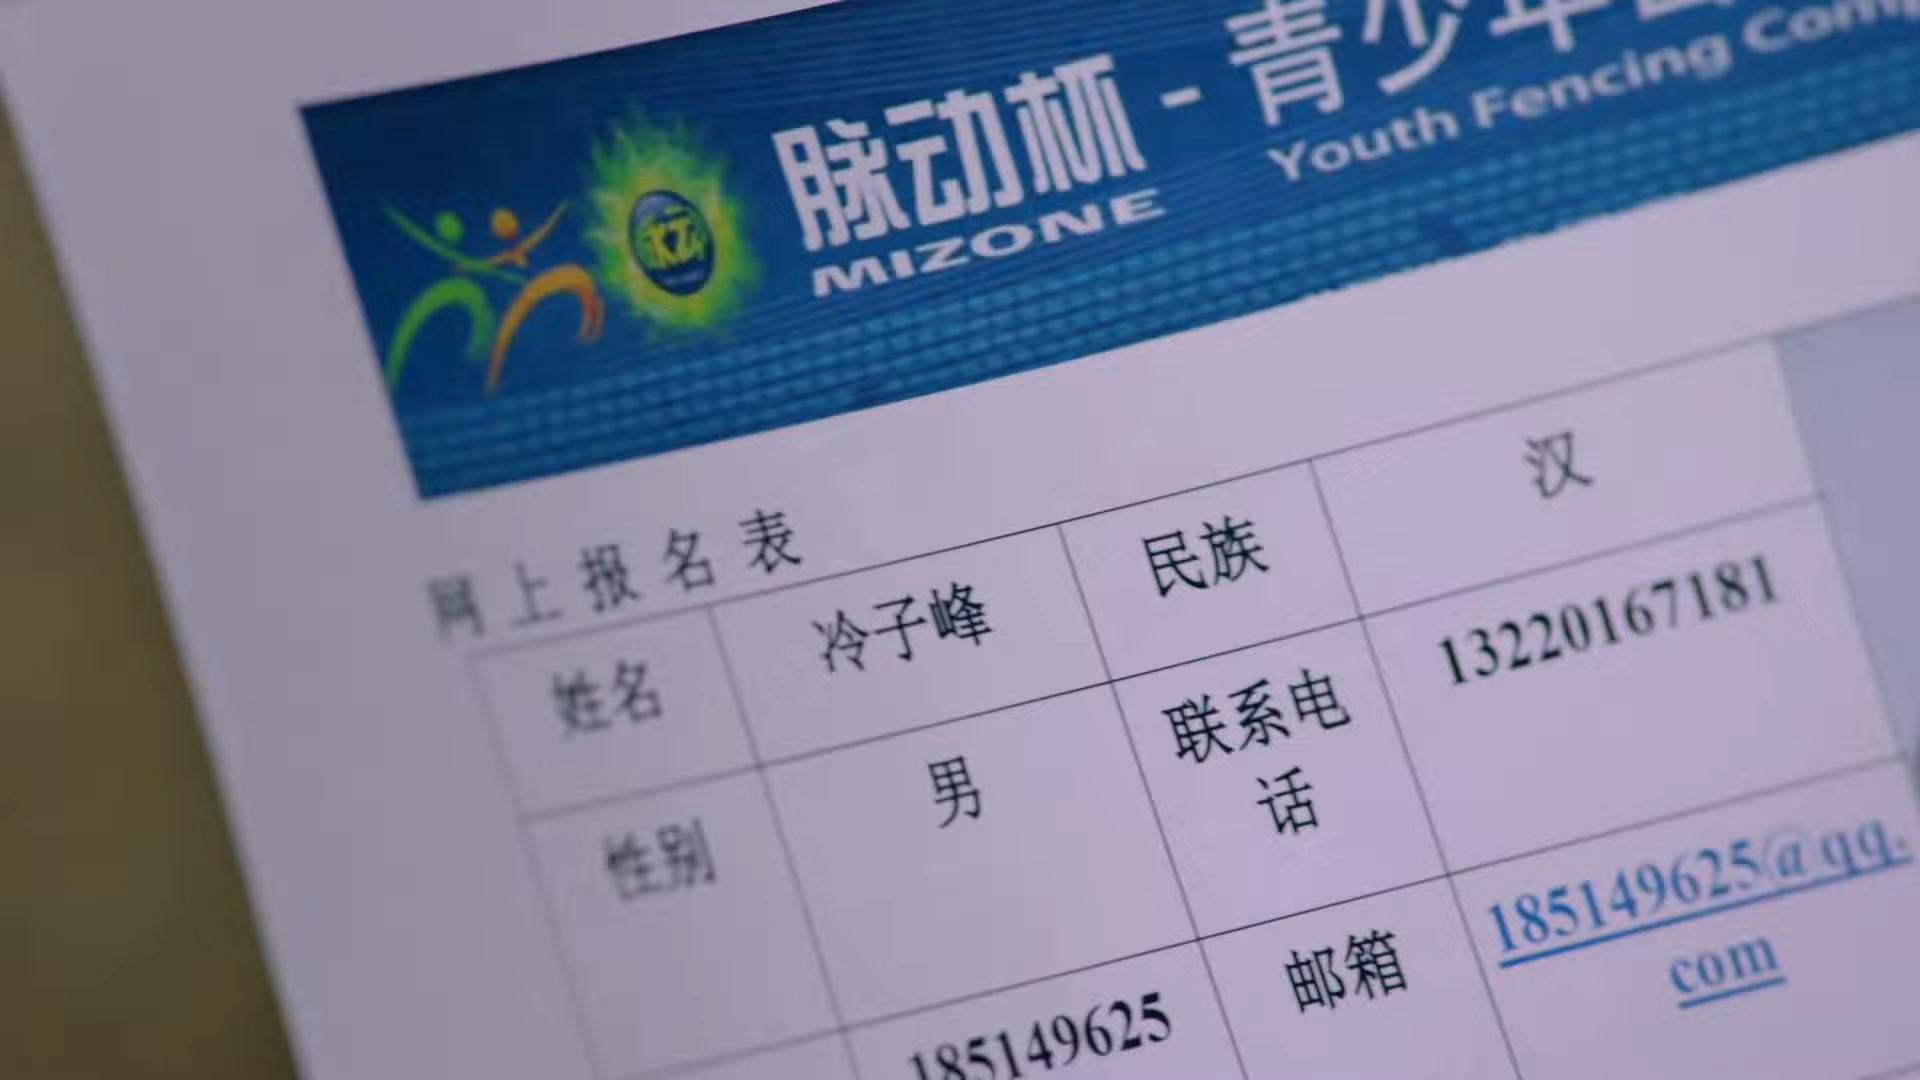 脉动杯 - 青少年
MIZONE
Youth Fencing Comp
网上报名表
姓名 冷子峰 民族 汉
性别 男 联系电话 13220167181
185149625 邮箱 185149625@qq.com